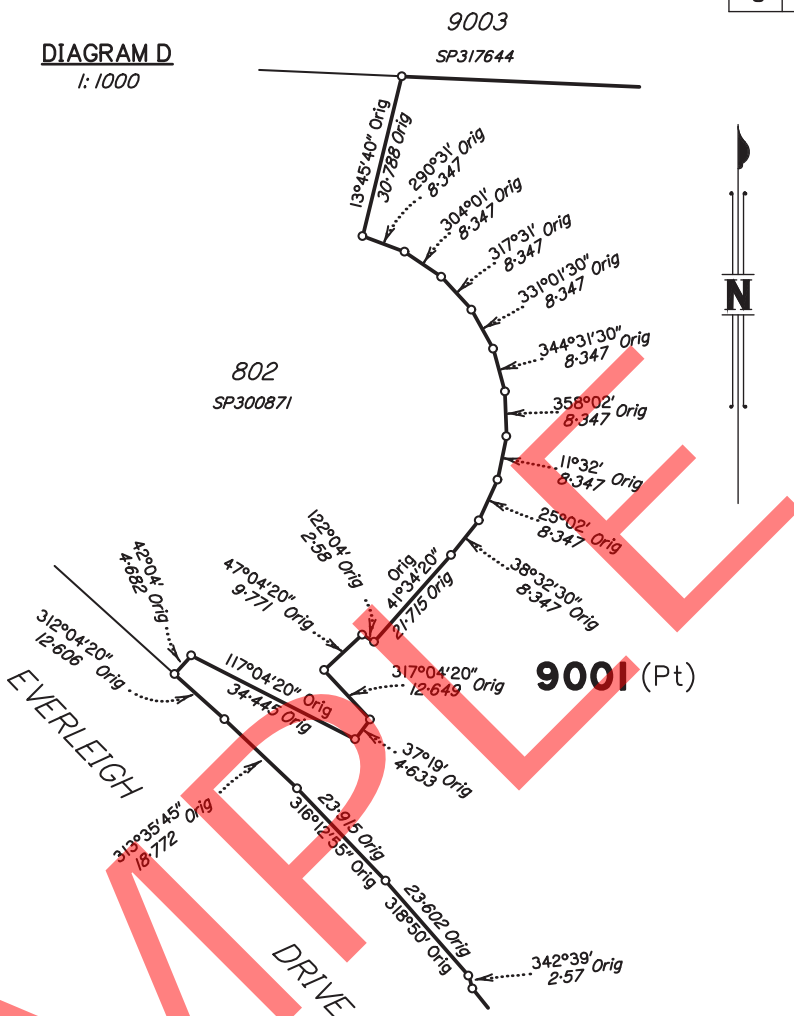 9003
SP317644
DIAGRAM D
1: 1000
13°45'40" Orig
30·788 Orig
290°31' Orig
8·347
304°01' Orig
8·347
317°31' Orig
8·347
331°01'30" Orig
8·347
N
344°31'30" Orig
8·347
802
SP300871
358°02' Orig
8·347
11°32' Orig
8·347
25°02' Orig
8·347
38°32'30" Orig
8·347
Orig
41°34'20"
21·715 Orig
122°04' Orig
2·58
47°04'20" Orig
9·771
42°04' Orig
4·682
312°04'20" Orig
12·606
117°04'20" Orig
34·445 Orig
317°04'20" Orig
12·649
9001 (Pt)
37°19' Orig
4·633
EVERLEIGH
313°35'45" Orig
18·772
23·915 Orig
316°12'55" Orig
23·602 Orig
318°50' Orig
342°39' Orig
2·57
DRIVE
MPLE